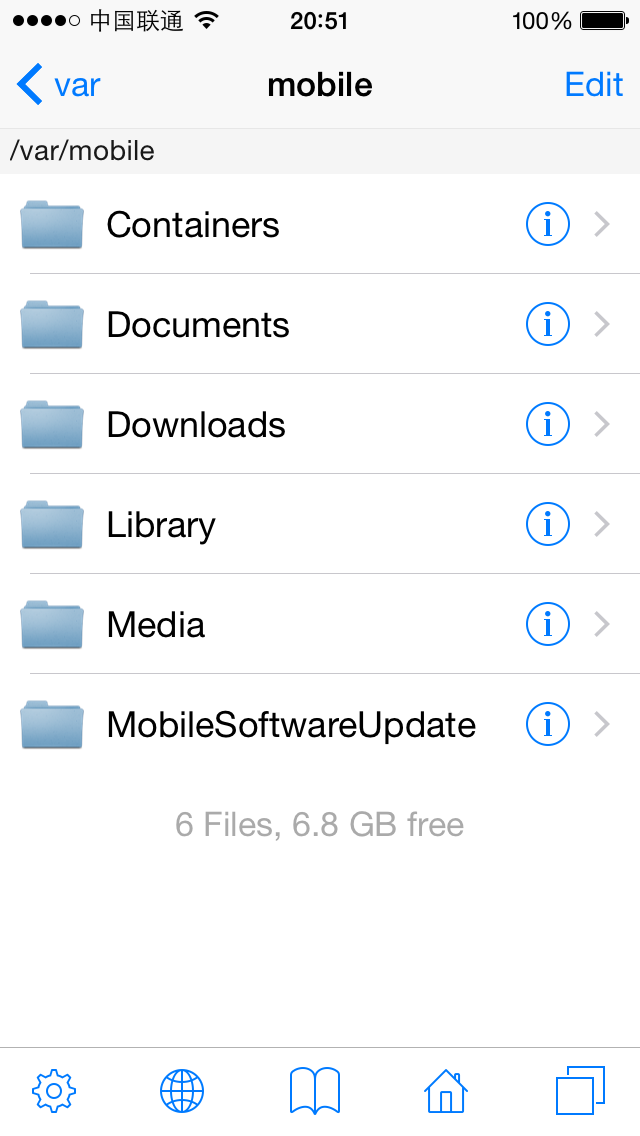 中国联通 20:51 100%
var mobile Edit
/var/mobile
Containers
Documents
Downloads
Library
Media
MobileSoftwareUpdate
6 Files, 6.8 GB free